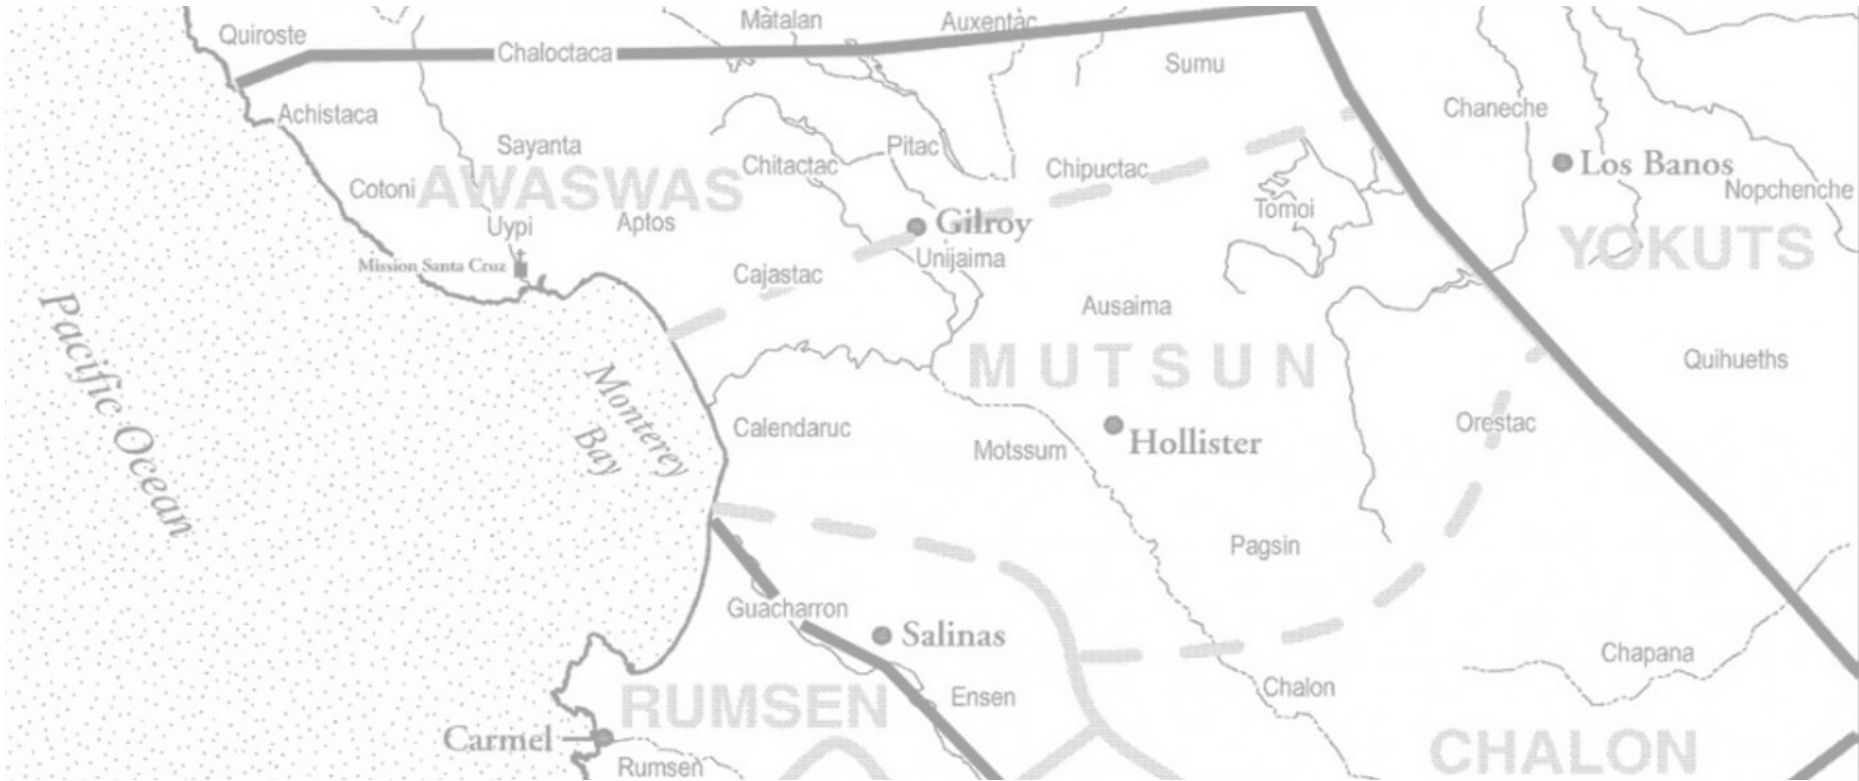 Quiroste
Matalan
Auxentac
Chaloctaca
Sumu
Achistaca
Chaneche
Sayanta
Pitac
Chitactac
Chipuctac
Los Banos
Cotoni
AWASWAS
Nopchenche
Uypi
Aptos
Gilroy
Tomoi
YOKUTS
Mission Santa Cruz
Cajastac
Unijaima
Ausaima
Pacific Ocean
Monterey
Bay
MUTSUN
Quihueths
Calendaruc
Motssum
Hollister
Orestac
Pagsin
Guacharron
Salinas
Chapana
RUMSEN
Ensen
Chalon
Carmel
CHALON
Rumsen